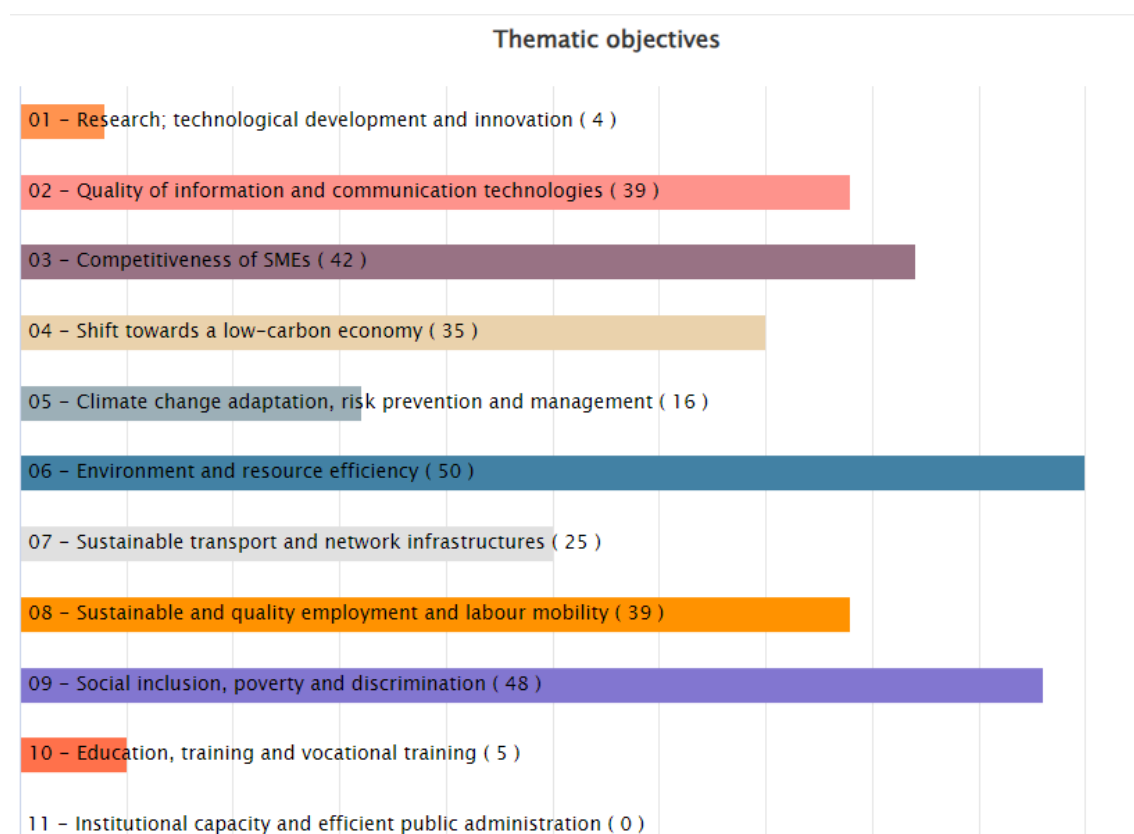 Thematic objectives
01 – Research; technological development and innovation ( 4 )
02 – Quality of information and communication technologies ( 39 )
03 – Competitiveness of SMEs ( 42 )
04 – Shift towards a low-carbon economy ( 35 )
05 – Climate change adaptation, risk prevention and management ( 16 )
06 – Environment and resource efficiency ( 50 )
07 – Sustainable transport and network infrastructures ( 25 )
08 – Sustainable and quality employment and labour mobility ( 39 )
09 – Social inclusion, poverty and discrimination ( 48 )
10 – Education, training and vocational training ( 5 )
11 – Institutional capacity and efficient public administration ( 0 )